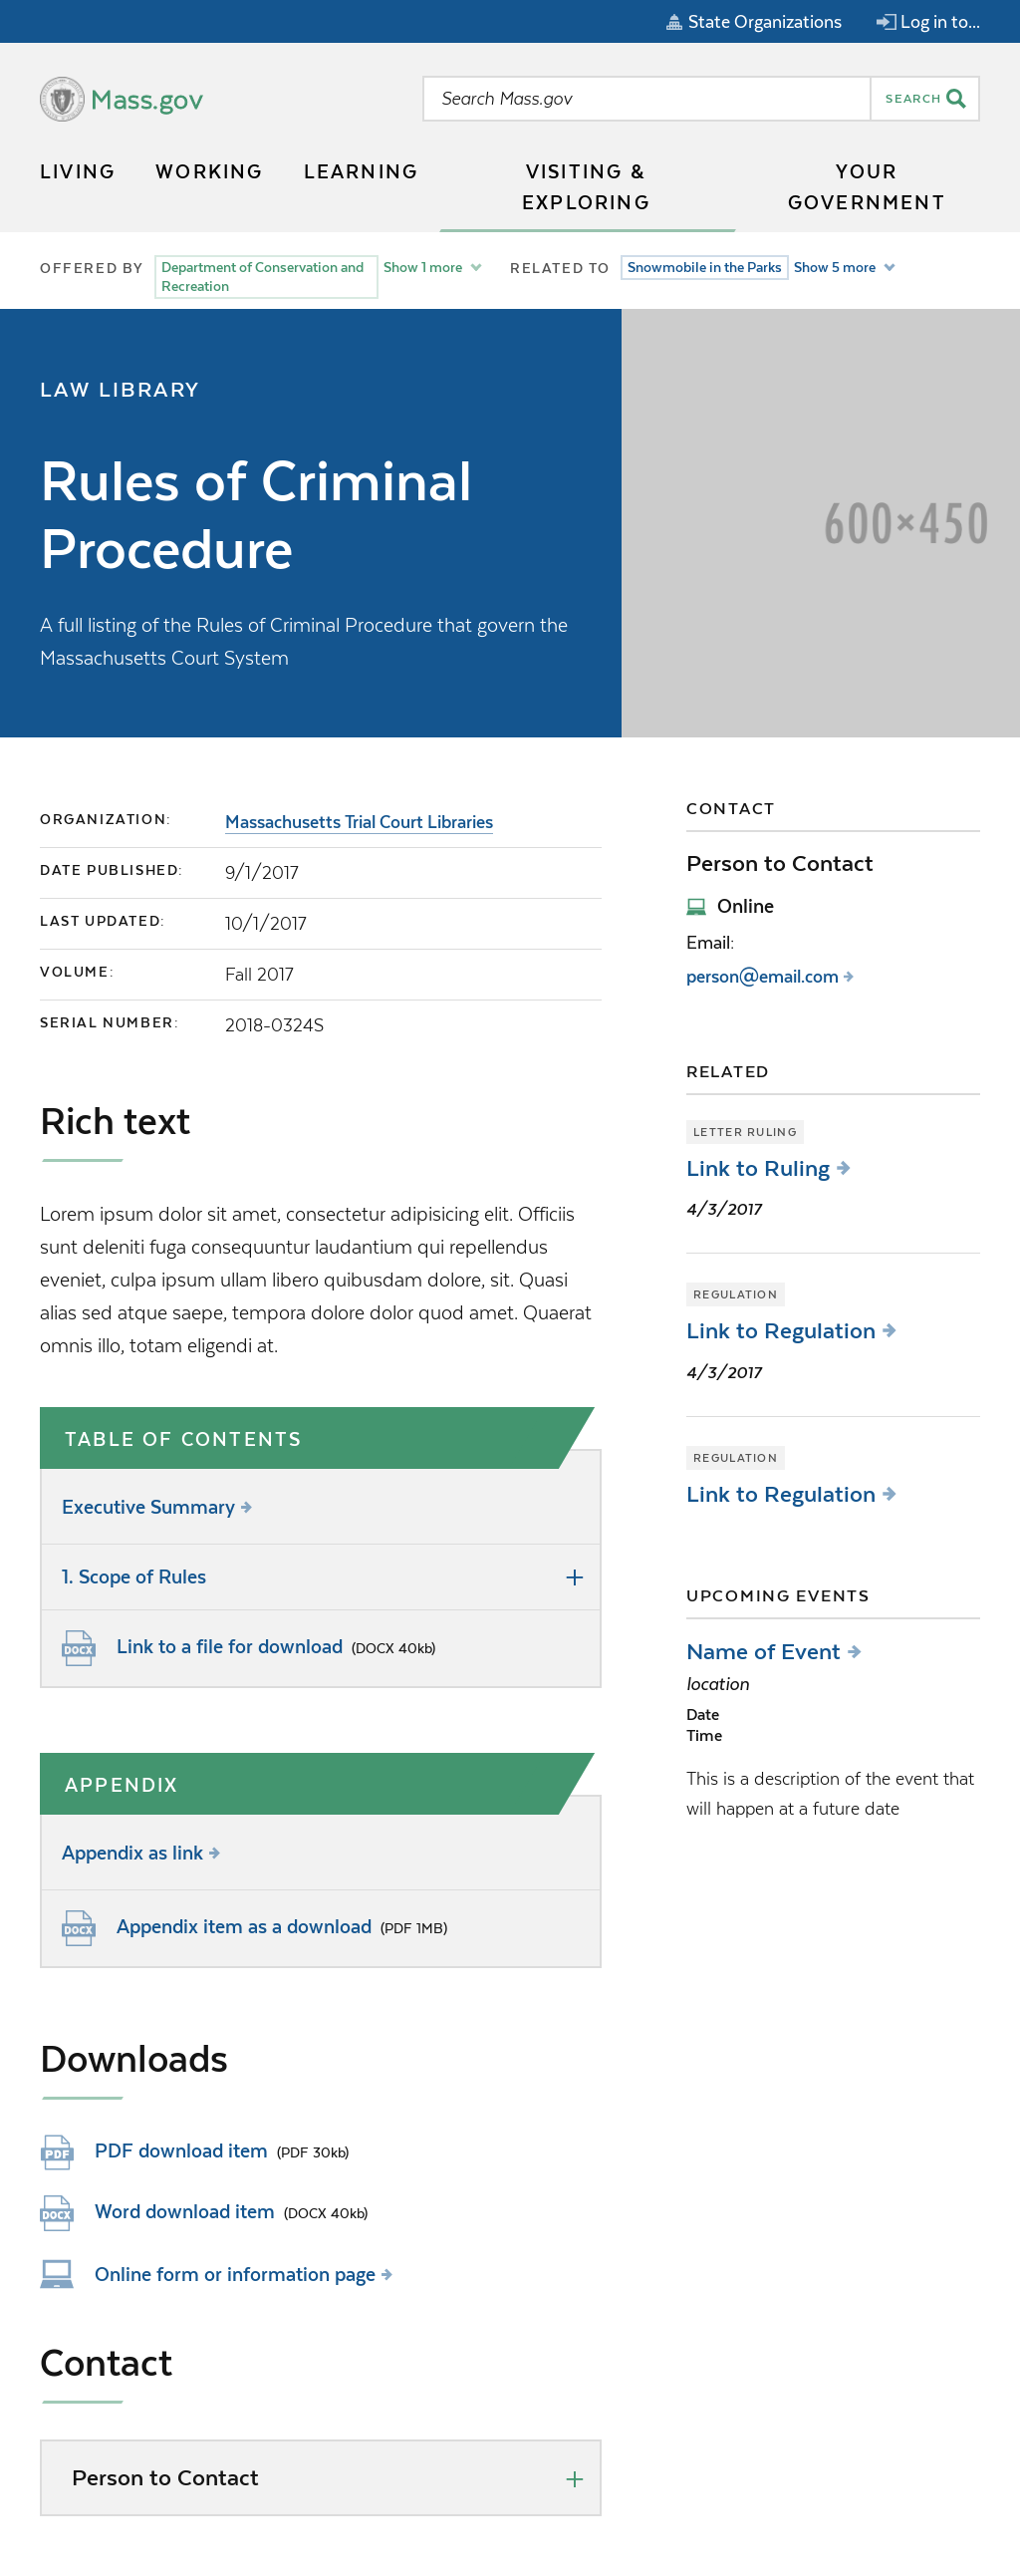 State Organizations
Log in to...
Mass.gov
Search Mass.gov
SEARCH
LIVING
WORKING
LEARNING
VISITING &
EXPLORING
YOUR
GOVERNMENT
OFFERED BY
Department of Conservation and
Recreation
Show 1 more
RELATED TO
Snowmobile in the Parks
Show 5 more
LAW LIBRARY
Rules of Criminal
Procedure
A full listing of the Rules of Criminal Procedure that govern the
Massachusetts Court System
600×450
ORGANIZATION:
Massachusetts Trial Court Libraries
DATE PUBLISHED:
9/1/2017
LAST UPDATED:
10/1/2017
VOLUME:
Fall 2017
SERIAL NUMBER:
2018-0324S
Rich text
Lorem ipsum dolor sit amet, consectetur adipisicing elit. Officiis
sunt deleniti fuga consequuntur laudantium qui repellendus
eveniet, culpa ipsum ullam libero quibusdam dolore, sit. Quasi
alias sed atque saepe, tempora dolore dolor quod amet. Quaerat
omnis illo, totam eligendi at.
TABLE OF CONTENTS
Executive Summary
1. Scope of Rules
DOCX
Link to a file for download (DOCX 40kb)
APPENDIX
Appendix as link
DOCX
Appendix item as a download (PDF 1MB)
Downloads
PDF
PDF download item (PDF 30kb)
DOCX
Word download item (DOCX 40kb)
Online form or information page
Contact
Person to Contact
CONTACT
Person to Contact
Online
Email:
person@email.com
RELATED
LETTER RULING
Link to Ruling
4/3/2017
REGULATION
Link to Regulation
4/3/2017
REGULATION
Link to Regulation
UPCOMING EVENTS
Name of Event
location
Date
Time
This is a description of the event that
will happen at a future date